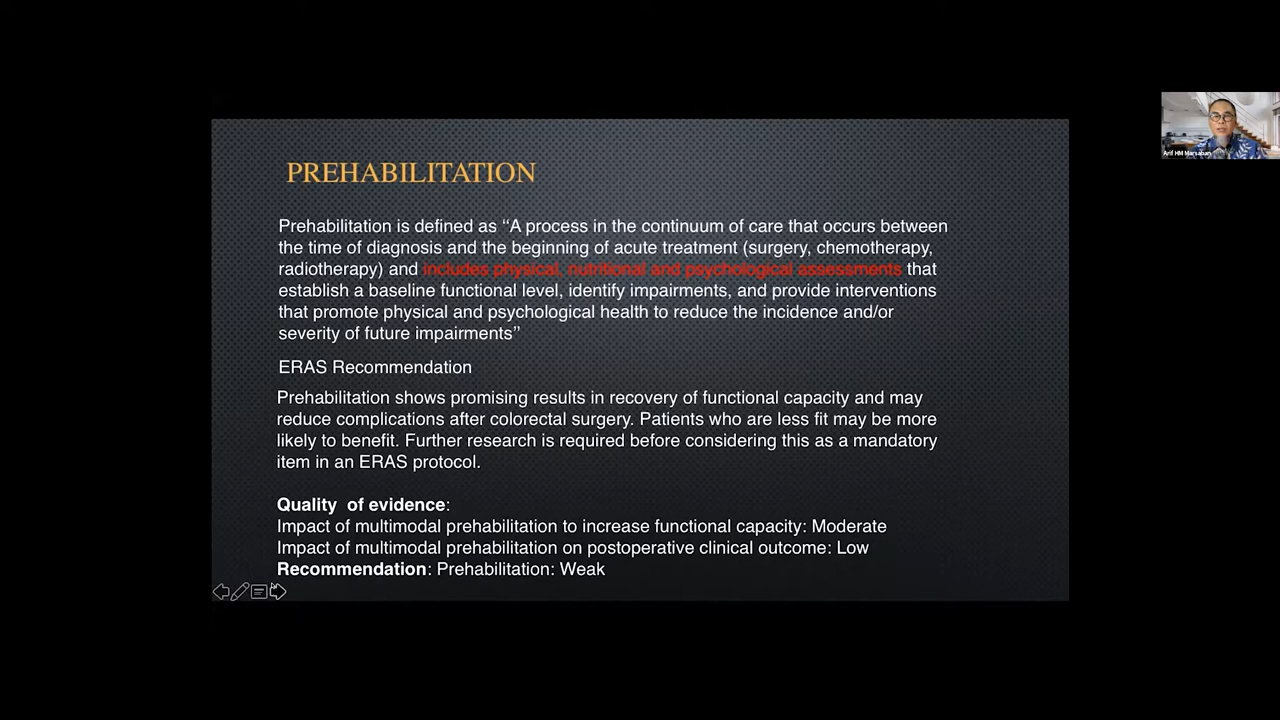 PREHABILITATION
Prehabilitation is defined as ‘‘A process in the continuum of care that occurs between
the time of diagnosis and the beginning of acute treatment (surgery, chemotherapy,
radiotherapy) and includes physical, nutritional and psychological assessments that
establish a baseline functional level, identify impairments, and provide interventions
that promote physical and psychological health to reduce the incidence and/or
severity of future impairments’’
ERAS Recommendation
Prehabilitation shows promising results in recovery of functional capacity and may
reduce complications after colorectal surgery. Patients who are less fit may be more
likely to benefit. Further research is required before considering this as a mandatory
item in an ERAS protocol.
Quality of evidence:
Impact of multimodal prehabilitation to increase functional capacity: Moderate
Impact of multimodal prehabilitation on postoperative clinical outcome: Low
Recommendation: Prehabilitation: Weak
Arif HM Marsaban